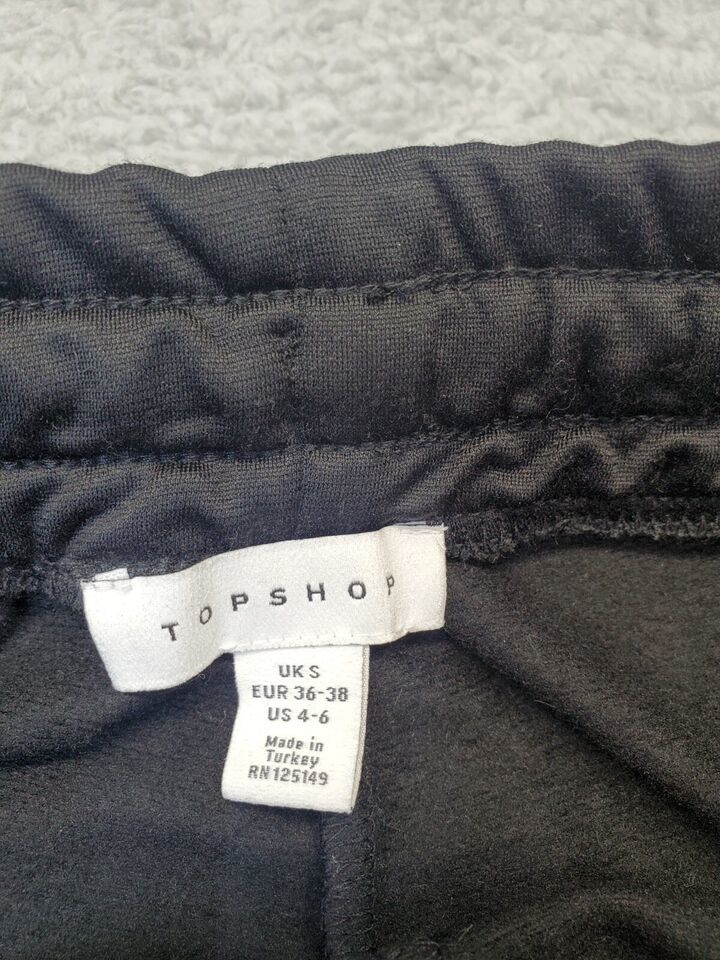 TOPSHOP
UK S
EUR 36-38
US 4-6
Made in
Turkey
RN125149